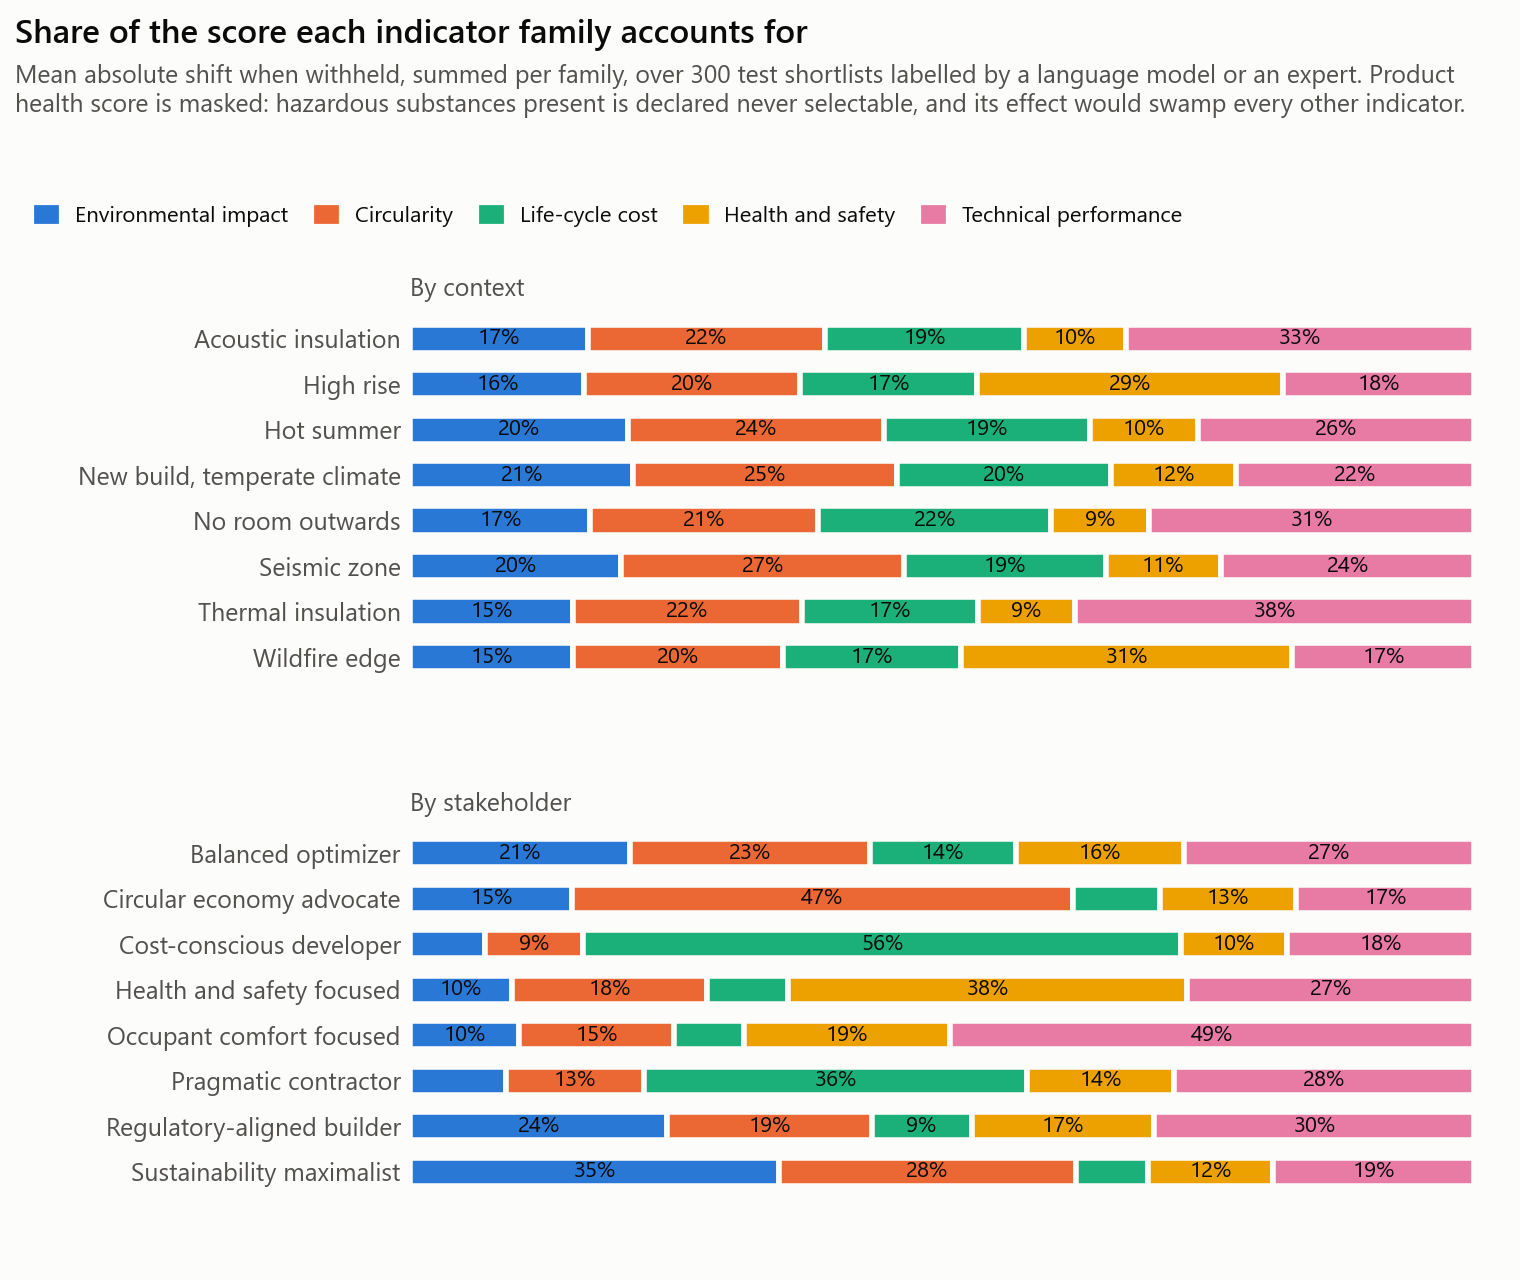 Share of the score each indicator family accounts for
Mean absolute shift when withheld, summed per family, over 300 test shortlists labelled by a language model or an expert. Product
health score is masked: hazardous substances present is declared never selectable, and its effect would swamp every other indicator.
Environmental impact Circularity Life-cycle cost Health and safety Technical performance
By context
Acoustic insulation 17% 22% 19% 10% 33%
High rise 16% 20% 17% 29% 18%
Hot summer 20% 24% 19% 10% 26%
New build, temperate climate 21% 25% 20% 12% 22%
No room outwards 17% 21% 22% 9% 31%
Seismic zone 20% 27% 19% 11% 24%
Thermal insulation 15% 22% 17% 9% 38%
Wildfire edge 15% 20% 17% 31% 17%
By stakeholder
Balanced optimizer 21% 23% 14% 16% 27%
Circular economy advocate 15% 47% 13% 17%
Cost-conscious developer 9% 56% 10% 18%
Health and safety focused 10% 18% 38% 27%
Occupant comfort focused 10% 15% 19% 49%
Pragmatic contractor 13% 36% 14% 28%
Regulatory-aligned builder 24% 19% 9% 17% 30%
Sustainability maximalist 35% 28% 12% 19%